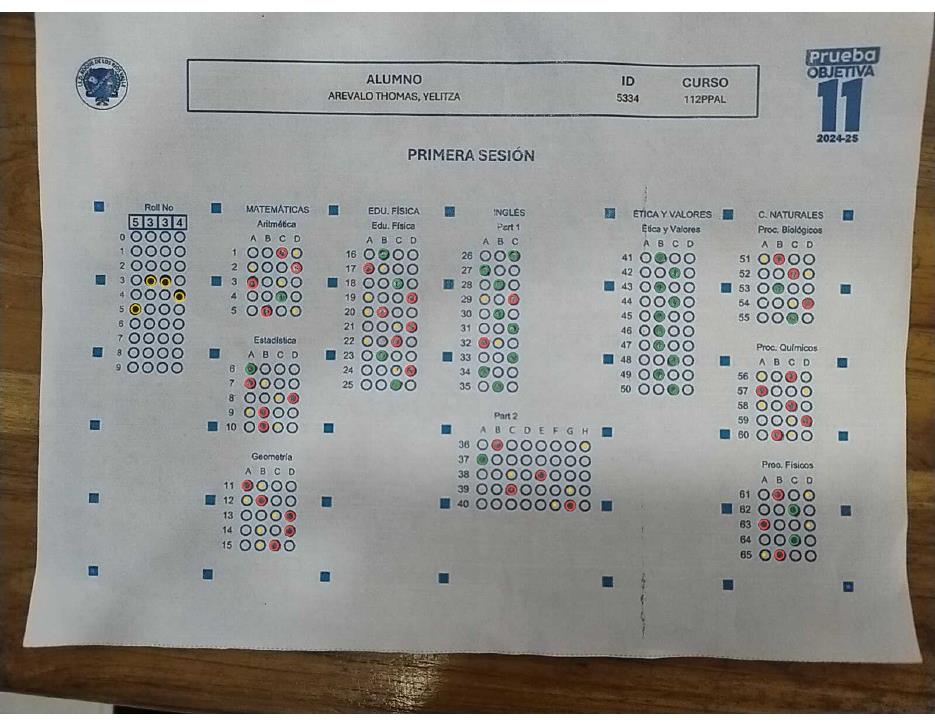 Prueba
OBJETIVA
11
2024-25
ALUMNO ID CURSO
AREVALO THOMAS, YELITZA 5334 112PPAL
PRIMERA SESIÓN
Roll No
5 3 3 4
0
1
2
3
4
5
6
7
8
9
MATEMÁTICAS
Aritmética
A B C D
1
2
3
4
5
Estadística
A B C D
6
7
8
9
10
Geometría
A B C D
11
12
13
14
15
EDU. FÍSICA
Edu. Física
A B C D
16
17
18
19
20
21
22
23
24
25
INGLÉS
Part 1
A B C
26
27
28
29
30
31
32
33
34
35
Part 2
A B C D E F G H
36
37
38
39
40
ETICA Y VALORES
Etica y Valores
A B C D
41
42
43
44
45
46
47
48
49
50
C. NATURALES
Proc. Biológicos
A B C D
51
52
53
54
55
Proc. Químicos
A B C D
56
57
58
59
60
Proc. Físicos
A B C D
61
62
63
64
65